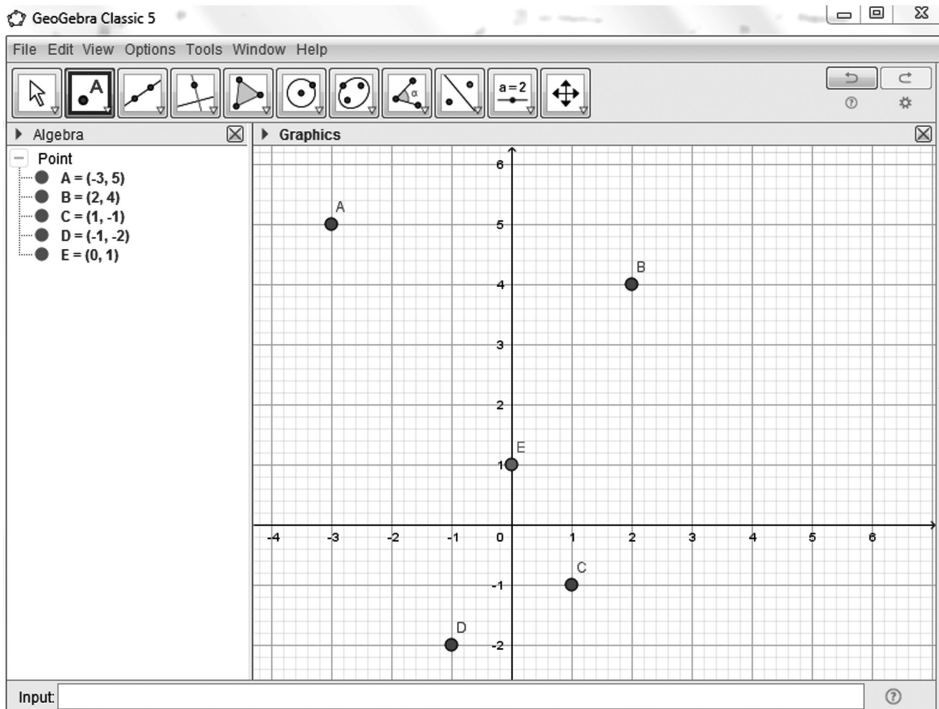 GeoGebra Classic 5
File Edit View Options Tools Window Help
A
α
a=2
Algebra
Graphics
Point
A = (-3, 5)
B = (2, 4)
C = (1, -1)
D = (-1, -2)
E = (0, 1)
6
A
5
B
4
3
2
E
1
-4 -3 -2 -1 0 1 2 3 4 5 6
C
-1
D
-2
Input: